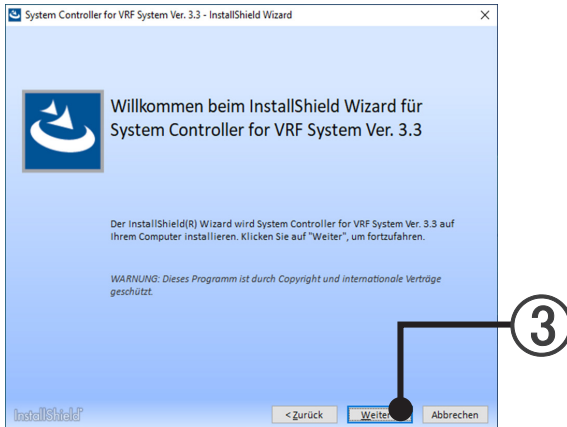 System Controller for VRF System Ver. 3.3 - InstallShield Wizard
Willkommen beim InstallShield Wizard für
System Controller for VRF System Ver. 3.3
Der InstallShield(R) Wizard wird System Controller for VRF System Ver. 3.3 auf
Ihrem Computer installieren. Klicken Sie auf "Weiter", um fortzufahren.
WARNUNG: Dieses Programm ist durch Copyright und internationale Verträge
geschützt.
3
InstallShield
< Zurück Weiter Abbrechen